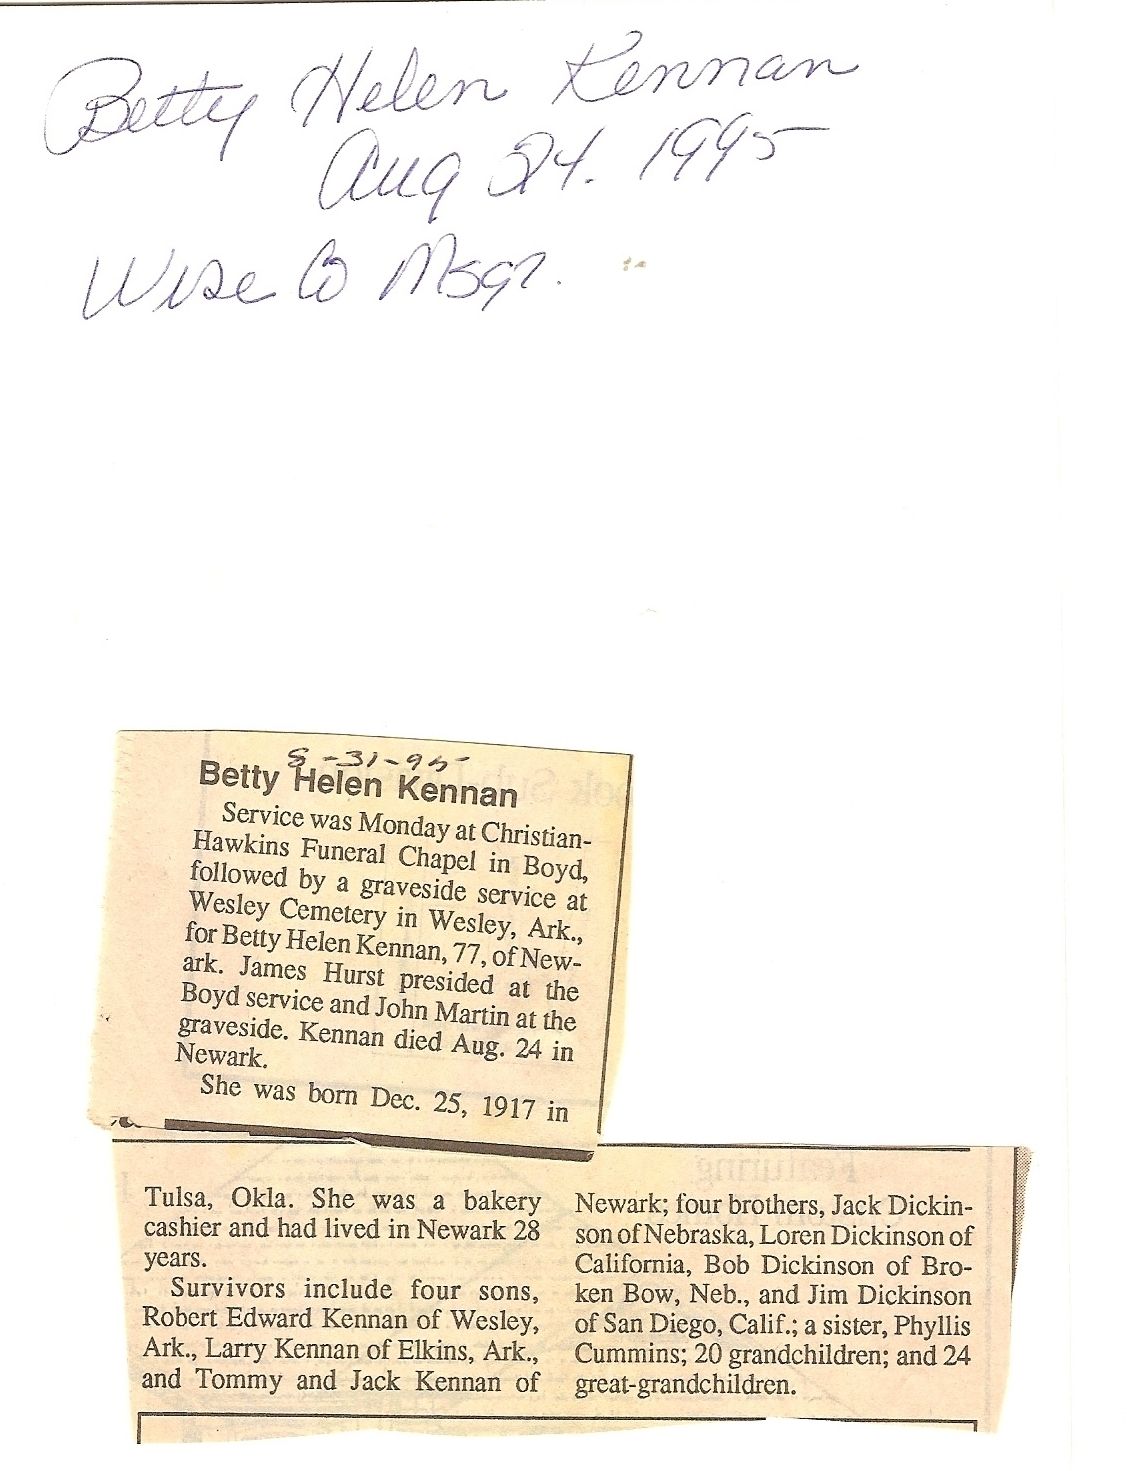 Betty Helen Kennan
Aug 24. 1995
Wise Co Msgr.
8-31-95
Betty Helen Kennan
Service was Monday at Christian-
Hawkins Funeral Chapel in Boyd,
followed by a graveside service at
Wesley Cemetery in Wesley, Ark.,
for Betty Helen Kennan, 77, of New-
ark. James Hurst presided at the
Boyd service and John Martin at the
graveside. Kennan died Aug. 24 in
Newark.
She was born Dec. 25, 1917 in
Tulsa, Okla. She was a bakery
cashier and had lived in Newark 28
years.
Survivors include four sons,
Robert Edward Kennan of Wesley,
Ark., Larry Kennan of Elkins, Ark.,
and Tommy and Jack Kennan of
Newark; four brothers, Jack Dickin-
son of Nebraska, Loren Dickinson of
California, Bob Dickinson of Bro-
ken Bow, Neb., and Jim Dickinson
of San Diego, Calif.; a sister, Phyllis
Cummins; 20 grandchildren; and 24
great-grandchildren.